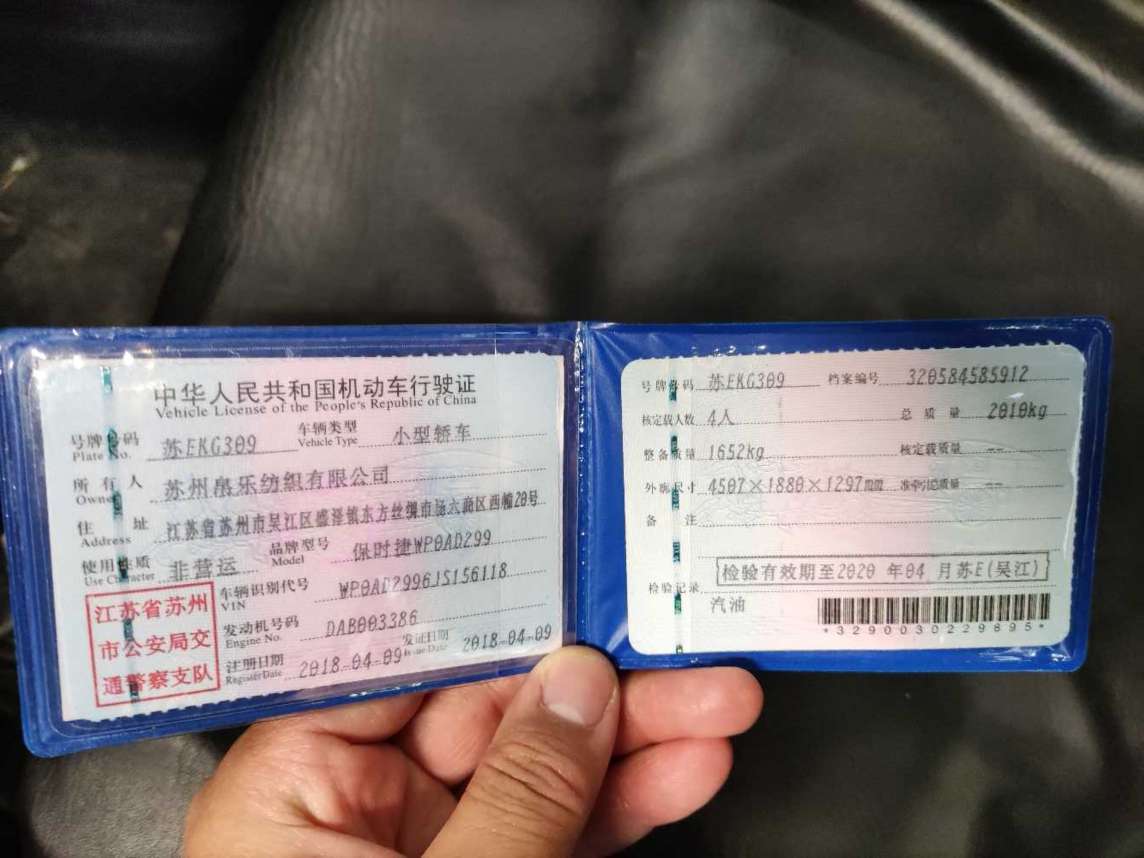 中华人民共和国机动车行驶证
Vehicle License of the People's Republic of China
号牌号码 苏EKG309 车辆类型 小型轿车
Plate No. Vehicle Type
所有人 苏州 乐纺织有限公司
Owner
住址 江苏省苏州市吴江区盛泽镇东方丝绸市场 商区西幢20号
Address
使用性质 非营运 品牌型号 保时捷WP0AD299
Use Character Model
车辆识别代号 WP0AD2996JS156118
VIN
发动机号码 DAB003386
Engine No.
注册日期 2018-04-09 发证日期 2018-04-09
Register Date Issue Date
江苏省苏州
市公安局交
通警察支队
号牌号码 苏EKG309 档案编号 320584585912
核定载人数 4人 总质量 2010kg
整备质量 1652kg 核定载质量 --
外廓尺寸 4507×1880×1297mm 准牵引总质量 --
备注
检验有效期至2020年04月苏E(吴江)
检验记录
汽油
*3290030229895*